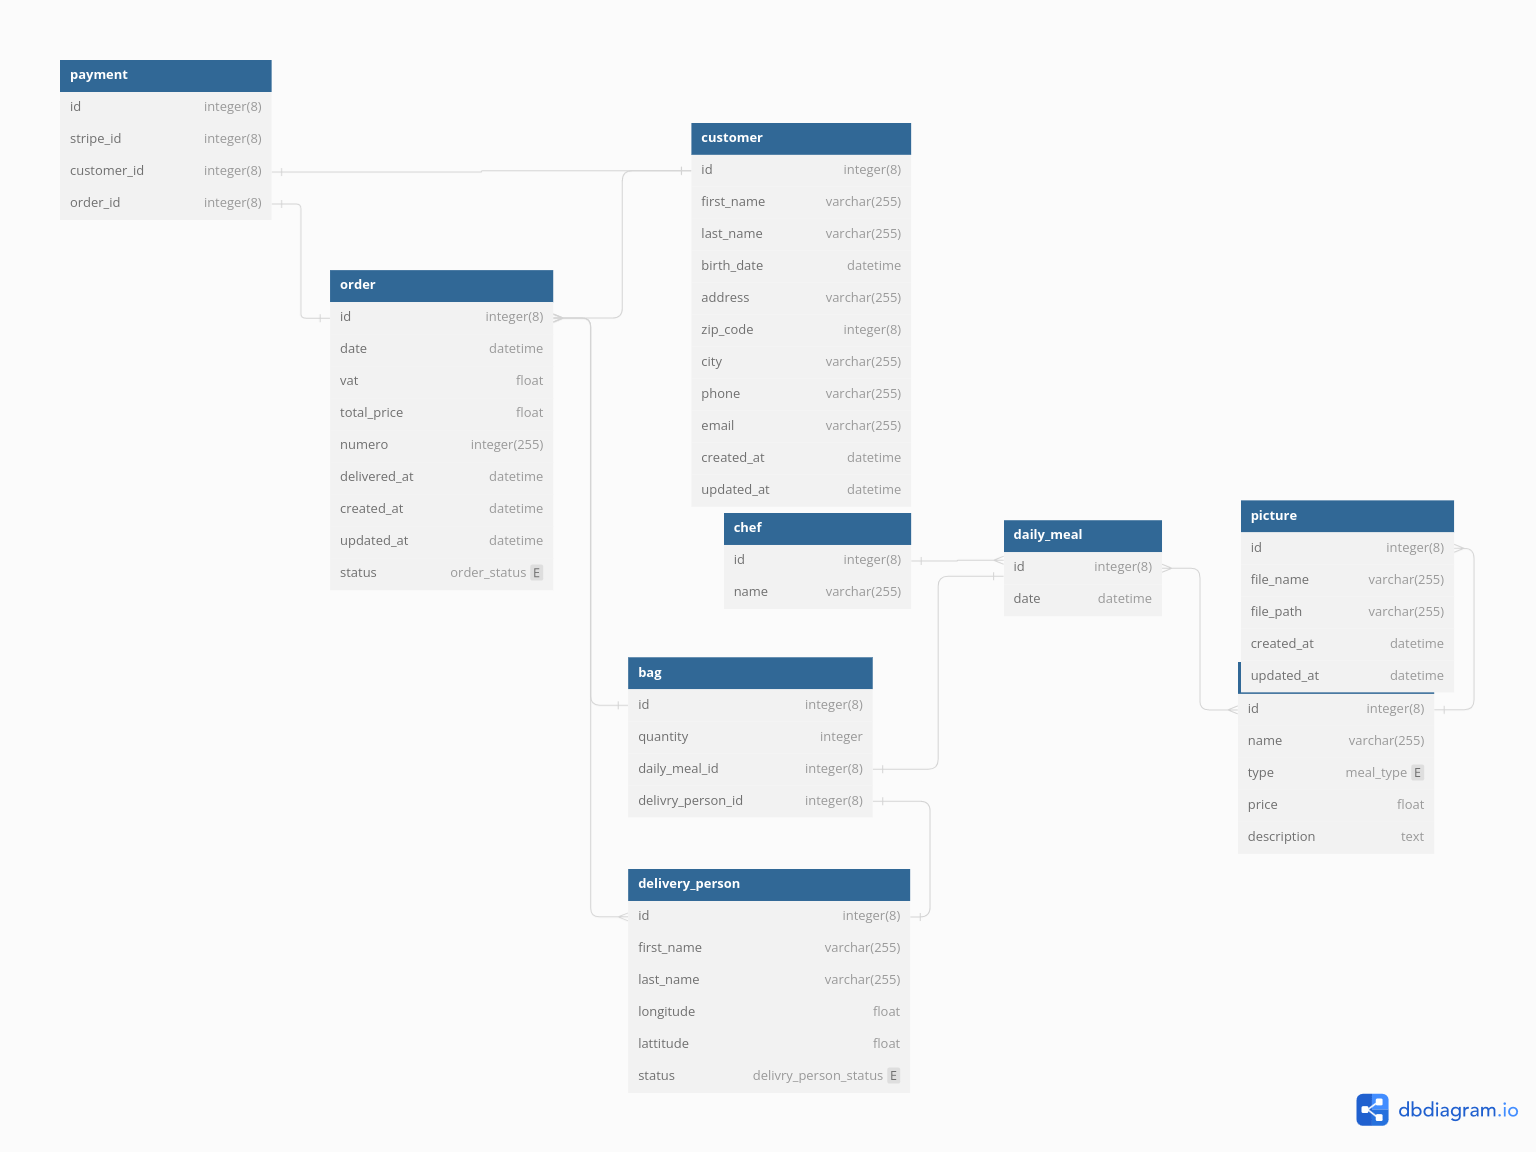 payment
id integer(8)
stripe_id integer(8)
customer_id integer(8)
order_id integer(8)
customer
id integer(8)
first_name varchar(255)
last_name varchar(255)
birth_date datetime
address varchar(255)
zip_code integer(8)
city varchar(255)
phone varchar(255)
email varchar(255)
created_at datetime
updated_at datetime
order
id integer(8)
date datetime
vat float
total_price float
numero integer(255)
delivered_at datetime
created_at datetime
updated_at datetime
status order_status E
chef
id integer(8)
name varchar(255)
daily_meal
id integer(8)
date datetime
picture
id integer(8)
file_name varchar(255)
file_path varchar(255)
created_at datetime
updated_at datetime
id integer(8)
name varchar(255)
type meal_type E
price float
description text
bag
id integer(8)
quantity integer
daily_meal_id integer(8)
delivry_person_id integer(8)
delivery_person
id integer(8)
first_name varchar(255)
last_name varchar(255)
longitude float
lattitude float
status delivry_person_status E
dbdiagram.io